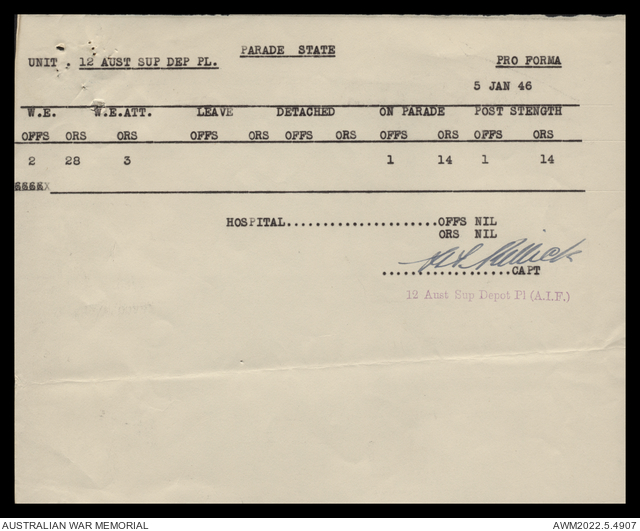 PARADE STATE
UNIT . 12 AUST SUP DEP PL. PRO FORMA
5 JAN 46
W.E. W.E.ATT. LEAVE DETACHED ON PARADE POST STENGTH
OFFS ORS ORS OFFS ORS OFFS ORS OFFS ORS OFFS ORS
2 28 3 1 14 1 14
HOSPITAL......................OFFS NIL
ORS NIL
...................CAPT
12 Aust Sup Depot Pl (A.I.F.)
AUSTRALIAN WAR MEMORIAL AWM2022.5.4907